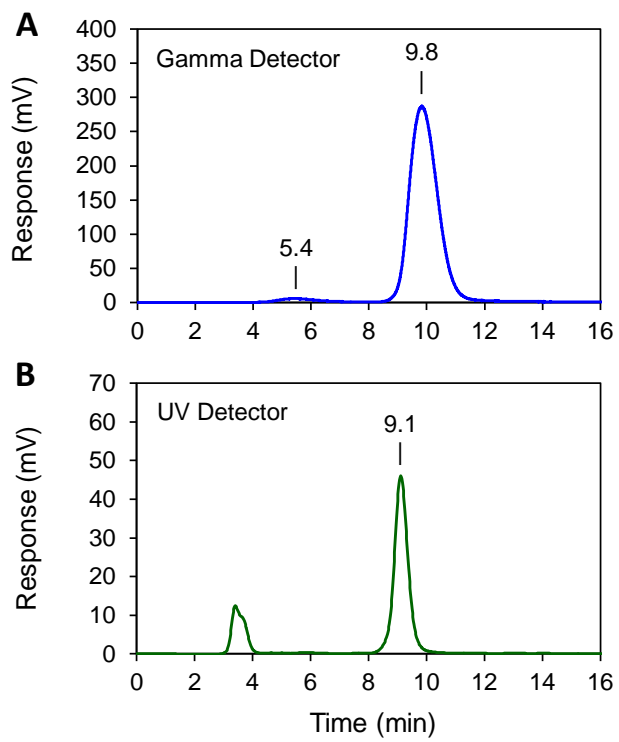 A
Gamma Detector
9.8
5.4
Response (mV)
400
350
300
250
200
150
100
50
0
0 2 4 6 8 10 12 14 16
B
UV Detector
9.1
Response (mV)
70
60
50
40
30
20
10
0
0 2 4 6 8 10 12 14 16
Time (min)